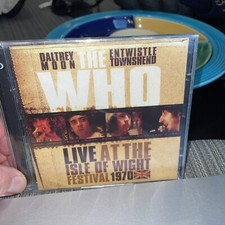 DALTREY ENTWISTLE
MOON THE TOWNSHEND
WHO
LIVE AT THE
ISLE OF WIGHT
FESTIVAL 1970